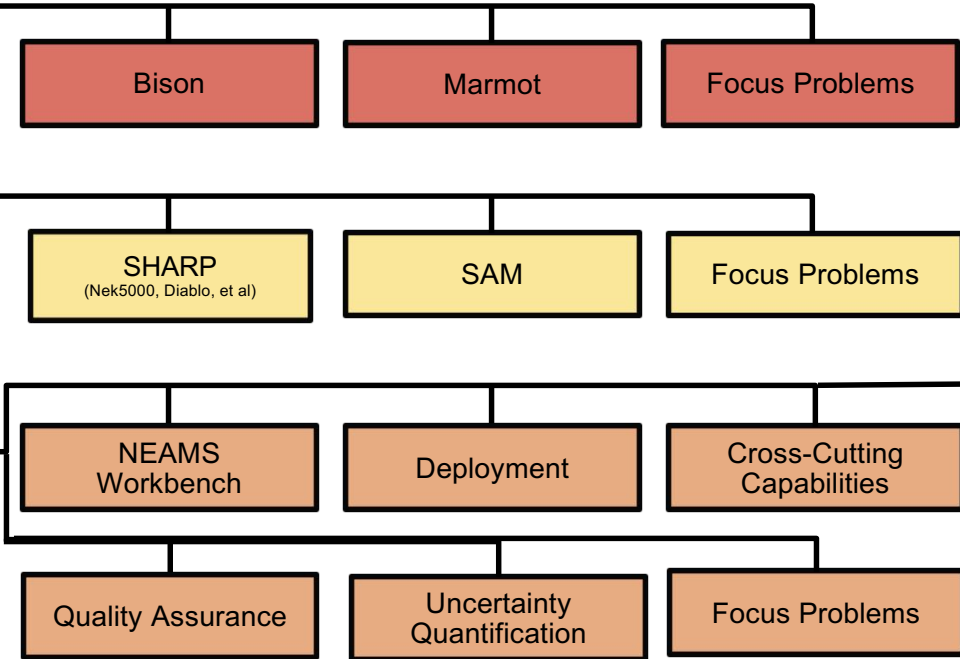 Bison
Marmot
Focus Problems
SHARP
(Nek5000, Diablo, et al)
SAM
Focus Problems
NEAMS
Workbench
Deployment
Cross-Cutting
Capabilities
Quality Assurance
Uncertainty
Quantification
Focus Problems